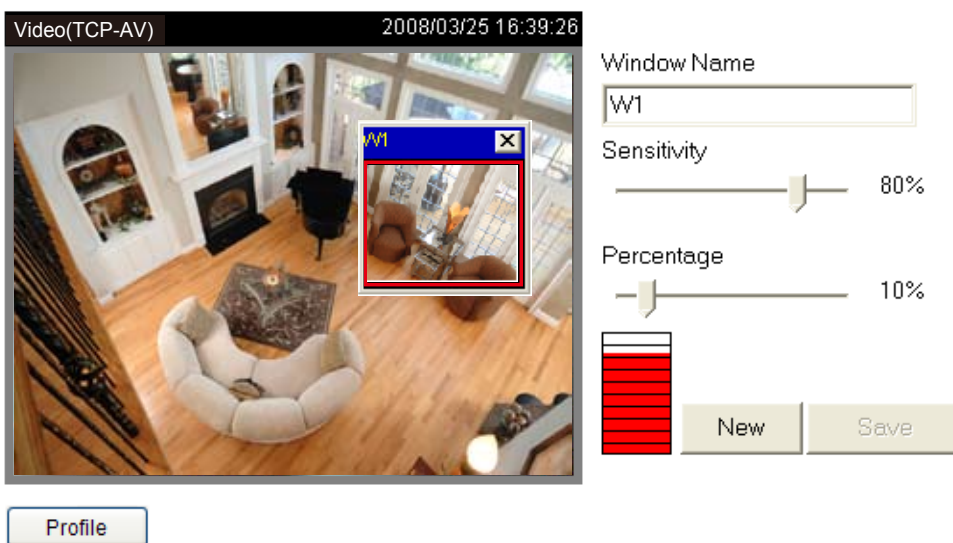 Video(TCP-AV) 2008/03/25 16:39:26
Window Name
W1
W1
Sensitivity
80%
Percentage
10%
New Save
Profile